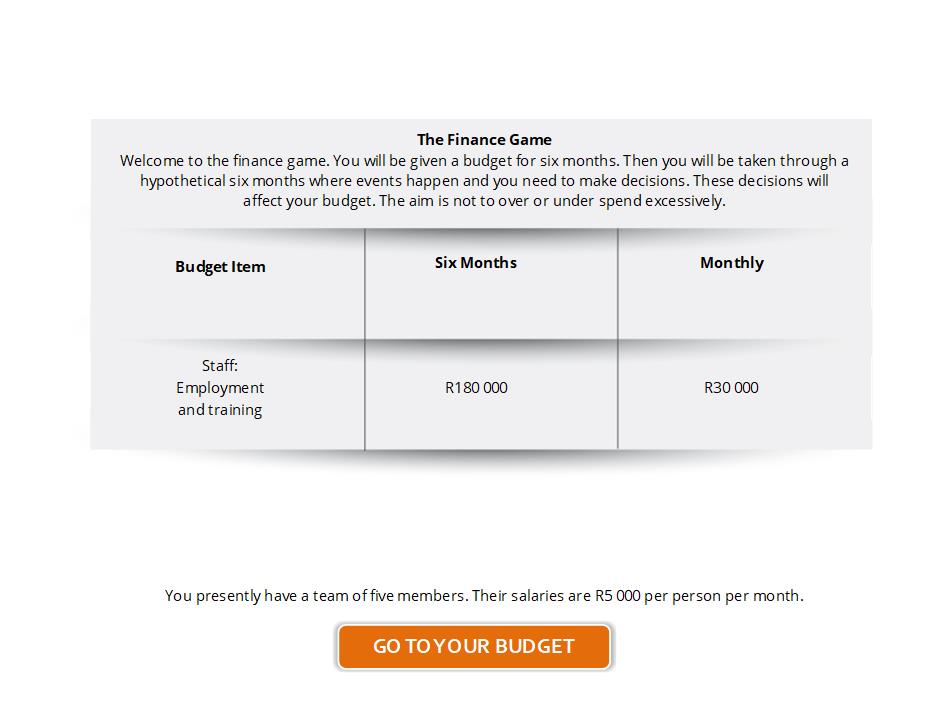 The Finance Game
Welcome to the finance game. You will be given a budget for six months. Then you will be taken through a
hypothetical six months where events happen and you need to make decisions. These decisions will
affect your budget. The aim is not to over or under spend excessively.
Budget Item
Six Months
Monthly
Staff:
Employment
and training
R180 000
R30 000
You presently have a team of five members. Their salaries are R5 000 per person per month.
GO TO YOUR BUDGET